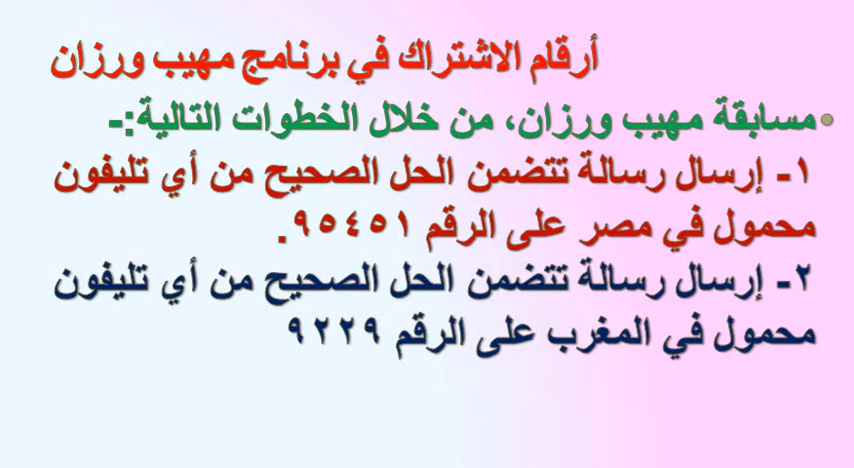 أرقام الاشتراك في برنامج مهيب ورزان
• مسابقة مهيب ورزان، من خلال الخطوات التالية:-
١- إرسال رسالة تتضمن الحل الصحيح من أي تليفون
محمول في مصر على الرقم ٩٥٤٥١.
٢- إرسال رسالة تتضمن الحل الصحيح من أي تليفون
محمول في المغرب على الرقم ٩٢٢٩